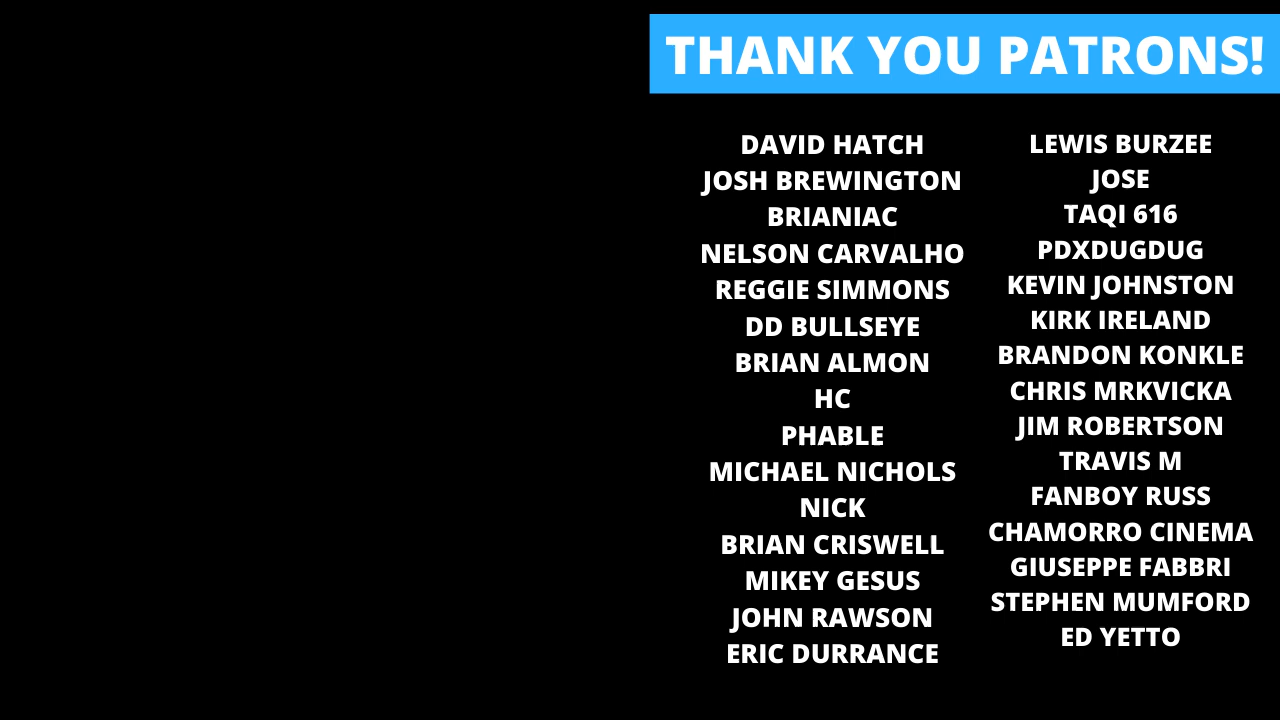 THANK YOU PATRONS!
DAVID HATCH
JOSH BREWINGTON
BRIANIAC
NELSON CARVALHO
REGGIE SIMMONS
DD BULLSEYE
BRIAN ALMON
HC
PHABLE
MICHAEL NICHOLS
NICK
BRIAN CRISWELL
MIKEY GESUS
JOHN RAWSON
ERIC DURRANCE
LEWIS BURZEE
JOSE
TAQI 616
PDXDUGDUG
KEVIN JOHNSTON
KIRK IRELAND
BRANDON KONKLE
CHRIS MRKVICKA
JIM ROBERTSON
TRAVIS M
FANBOY RUSS
CHAMORRO CINEMA
GIUSEPPE FABBRI
STEPHEN MUMFORD
ED YETTO